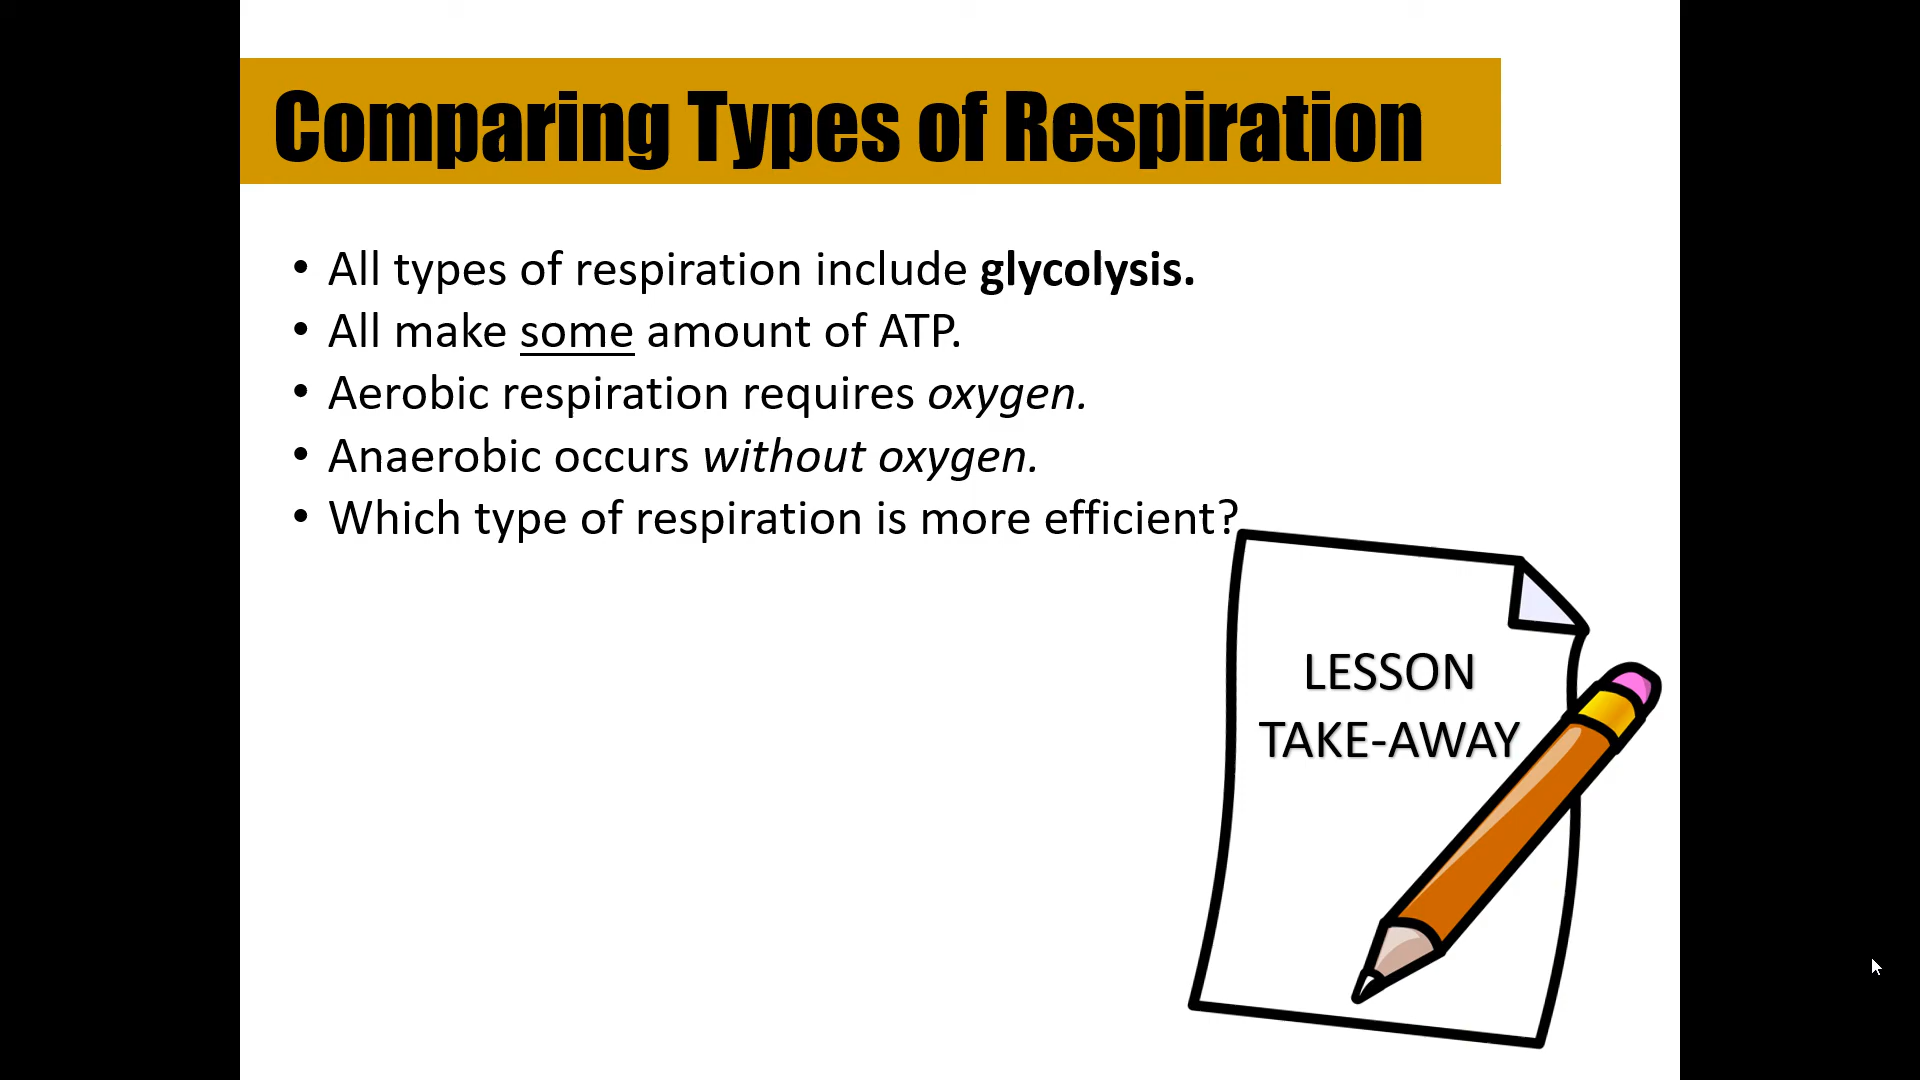 Comparing Types of Respiration
• All types of respiration include glycolysis.
• All make some amount of ATP.
• Aerobic respiration requires oxygen.
• Anaerobic occurs without oxygen.
• Which type of respiration is more efficient?
LESSON
TAKE-AWAY